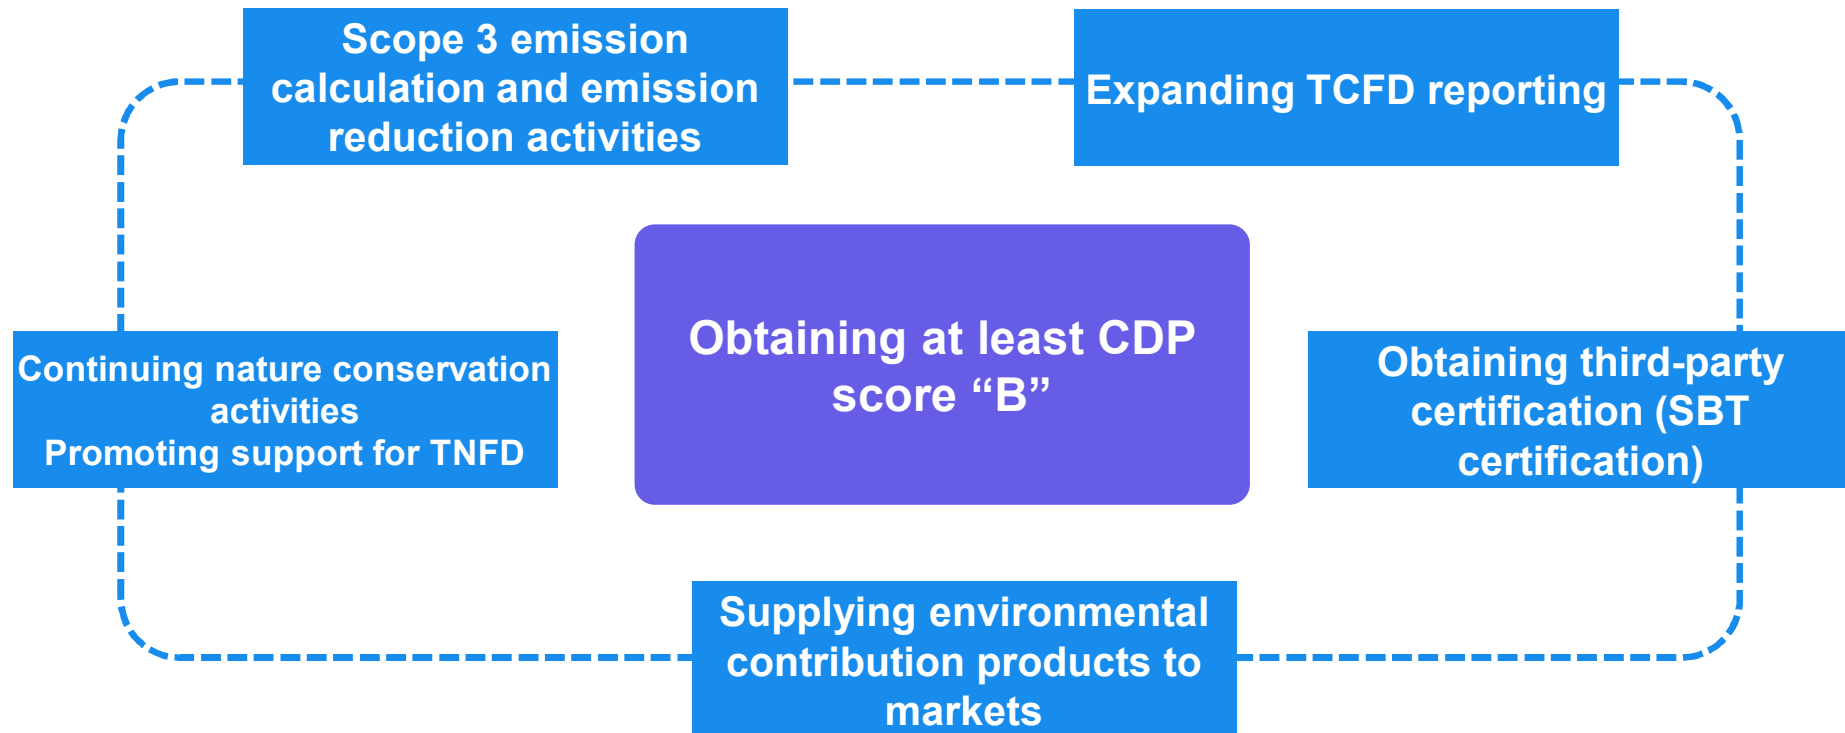 Scope 3 emission
calculation and emission
reduction activities
Expanding TCFD reporting
Continuing nature conservation
activities
Promoting support for TNFD
Obtaining at least CDP
score “B”
Obtaining third-party
certification (SBT
certification)
Supplying environmental
contribution products to
markets